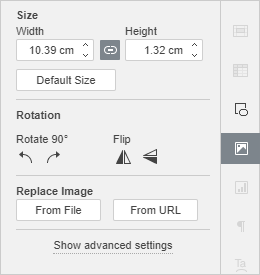 Size
Width Height
10.39 cm 1.32 cm
Default Size
Rotation
Rotate 90° Flip
Replace Image
From File From URL
Show advanced settings